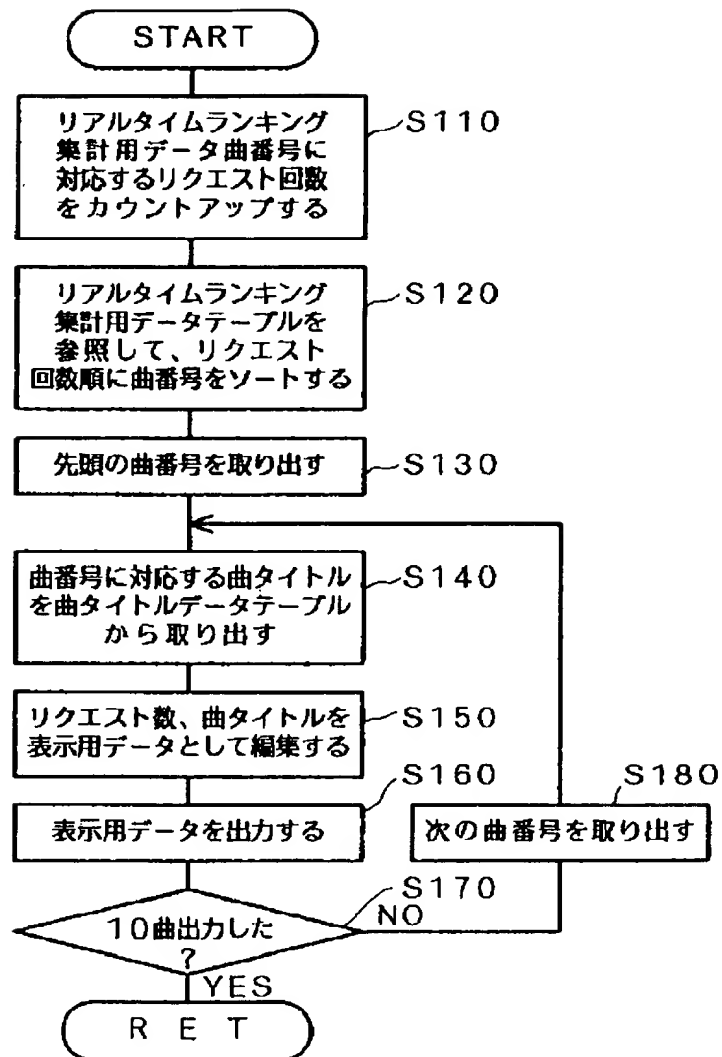 START
リアルタイムランキング
集計用データ曲番号に
対応するリクエスト回数
をカウントアップする
S110
リアルタイムランキング
集計用データテーブルを
参照して、リクエスト
回数順に曲番号をソートする
S120
先頭の曲番号を取り出す
S130
曲番号に対応する曲タイトル
を曲タイトルデータテーブル
から取り出す
S140
リクエスト数、曲タイトルを
表示用データとして編集する
S150
表示用データを出力する
S160
次の曲番号を取り出す
S180
10曲出力した
?
S170
NO
YES
RET